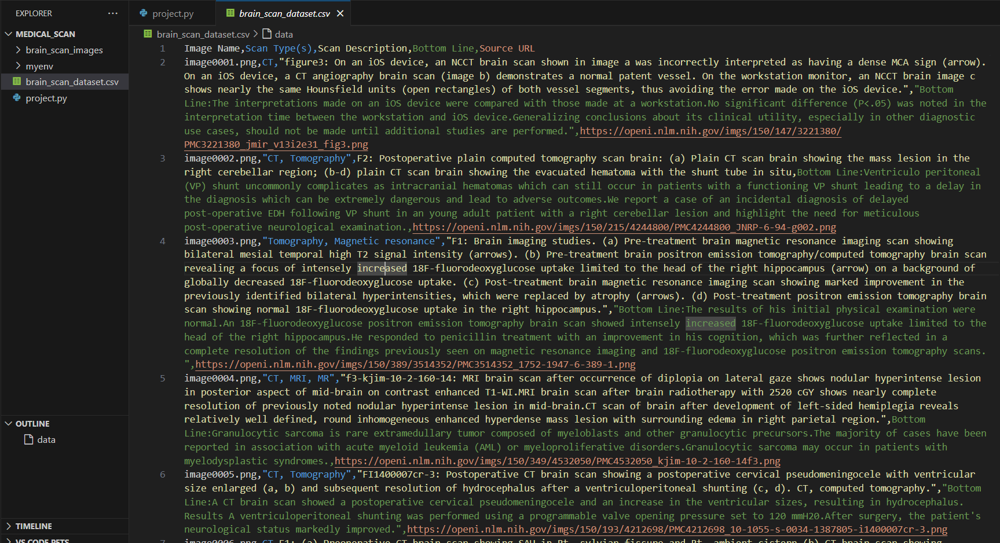 EXPLORER
MEDICAL_SCAN
brain_scan_images
myenv
brain_scan_dataset.csv
project.py
OUTLINE
data
TIMELINE
VS CODE PETS
project.py
brain_scan_dataset.csv
brain_scan_dataset.csv > data
1 Image Name,Scan Type(s),Scan Description,Bottom Line,Source URL
2 image0001.png,CT,"figure3: On an iOS device, an NCCT brain scan shown in image a was incorrectly interpreted as having a dense MCA sign (arrow).
On an iOS device, a CT angiography brain scan (image b) demonstrates a normal patent vessel. On the workstation monitor, an NCCT brain image c
shows nearly the same Hounsfield units (open rectangles) of both vessel segments, thus avoiding the error made on the iOS device.","Bottom
Line:The interpretations made on an iOS device were compared with those made at a workstation.No significant difference (P<.05) was noted in the
interpretation time between the workstation and iOS device.Generalizing conclusions about its clinical utility, especially in other diagnostic
use cases, should not be made until additional studies are performed.",https://openi.nlm.nih.gov/imgs/150/147/3221380/
PMC3221380_jmir_v13i2e31_fig3.png
3 image0002.png,"CT, Tomography",F2: Postoperative plain computed tomography scan brain: (a) Plain CT scan brain showing the mass lesion in the
right cerebellar region; (b-d) plain CT scan brain showing the evacuated hematoma with the shunt tube in situ,Bottom Line:Ventriculo peritoneal
(VP) shunt uncommonly complicates as intracranial hematomas which can still occur in patients with a functioning VP shunt leading to a delay in
the diagnosis which can be extremely dangerous and lead to adverse outcomes.We report a case of an incidental diagnosis of delayed
post-operative EDH following VP shunt in an young adult patient with a right cerebellar lesion and highlight the need for meticulous
post-operative neurological examination.,https://openi.nlm.nih.gov/imgs/150/215/4244800/PMC4244800_JNRP-6-94-g002.png
4 image0003.png,"Tomography, Magnetic resonance","F1: Brain imaging studies. (a) Pre-treatment brain magnetic resonance imaging scan showing
bilateral mesial temporal high T2 signal intensity (arrows). (b) Pre-treatment brain positron emission tomography/computed tomography brain scan
revealing a focus of intensely increased 18F-fluorodeoxyglucose uptake limited to the head of the right hippocampus (arrow) on a background of
globally decreased 18F-fluorodeoxyglucose uptake. (c) Post-treatment brain magnetic resonance imaging scan showing marked improvement in the
previously identified bilateral hyperintensities, which were replaced by atrophy (arrows). (d) Post-treatment positron emission tomography brain
scan showing normal 18F-fluorodeoxyglucose uptake in the right hippocampus.","Bottom Line:The results of his initial physical examination were
normal.An 18F-fluorodeoxyglucose positron emission tomography brain scan showed intensely increased 18F-fluorodeoxyglucose uptake limited to the
head of the right hippocampus.He responded to penicillin treatment with an improvement in his cognition, which was further reflected in a
complete resolution of the findings previously seen on magnetic resonance imaging and 18F-fluorodeoxyglucose positron emission tomography scans.
",https://openi.nlm.nih.gov/imgs/150/389/3514352/PMC3514352_1752-1947-6-389-1.png
5 image0004.png,"CT, MRI, MR","f3-kjim-10-2-160-14: MRI brain scan after occurrence of diplopia on lateral gaze shows nodular hyperintense lesion
in posterior aspect of mid-brain on contrast enhanced T1-WI.MRI brain scan after brain radiotherapy with 2520 cGY shows nearly complete
resolution of previously noted nodular hyperintense lesion in mid-brain.CT scan of brain after development of left-sided hemiplegia reveals
relatively well defined, round inhomogeneous enhanced hyperdense mass lesion with surrounding edema in right parietal region.",Bottom
Line:Granulocytic sarcoma is rare extramedullary tumor composed of myeloblasts and other granulocytic precursors.The majority of cases have been
reported in association with acute myeloid leukemia (AML) or myeloproliferative disorders.Granulocytic sarcoma may occur in patients with
myelodysplastic syndromes.,https://openi.nlm.nih.gov/imgs/150/349/4532050/PMC4532050_kjim-10-2-160-14f3.png
6 image0005.png,"CT, Tomography","FI1400007cr-3: Postoperative CT brain scan showing a postoperative cervical pseudomeningocele with ventricular
size enlarged (a, b) and subsequent resolution of hydrocephalus after a ventriculoperitoneal shunting (c, d). CT, computed tomography.","Bottom
Line:A CT brain scan showed a postoperative cervical pseudomeningocele and an increase in the ventricular sizes, resulting in hydrocephalus.
Results A ventriculoperitoneal shunting was performed using a programmable valve opening pressure set to 120 mmH20.After surgery, the patient's
neurological status markedly improved.",https://openi.nlm.nih.gov/imgs/150/193/4212698/PMC4212698_10-1055-s-0034-1387805-i1400007cr-3.png
7 image0006.png,CT,F1: (a) Preoperative CT brain scan showing SAH in Rt. sylvian fissure and Rt. ambient cistern (b) CT brain scan showing